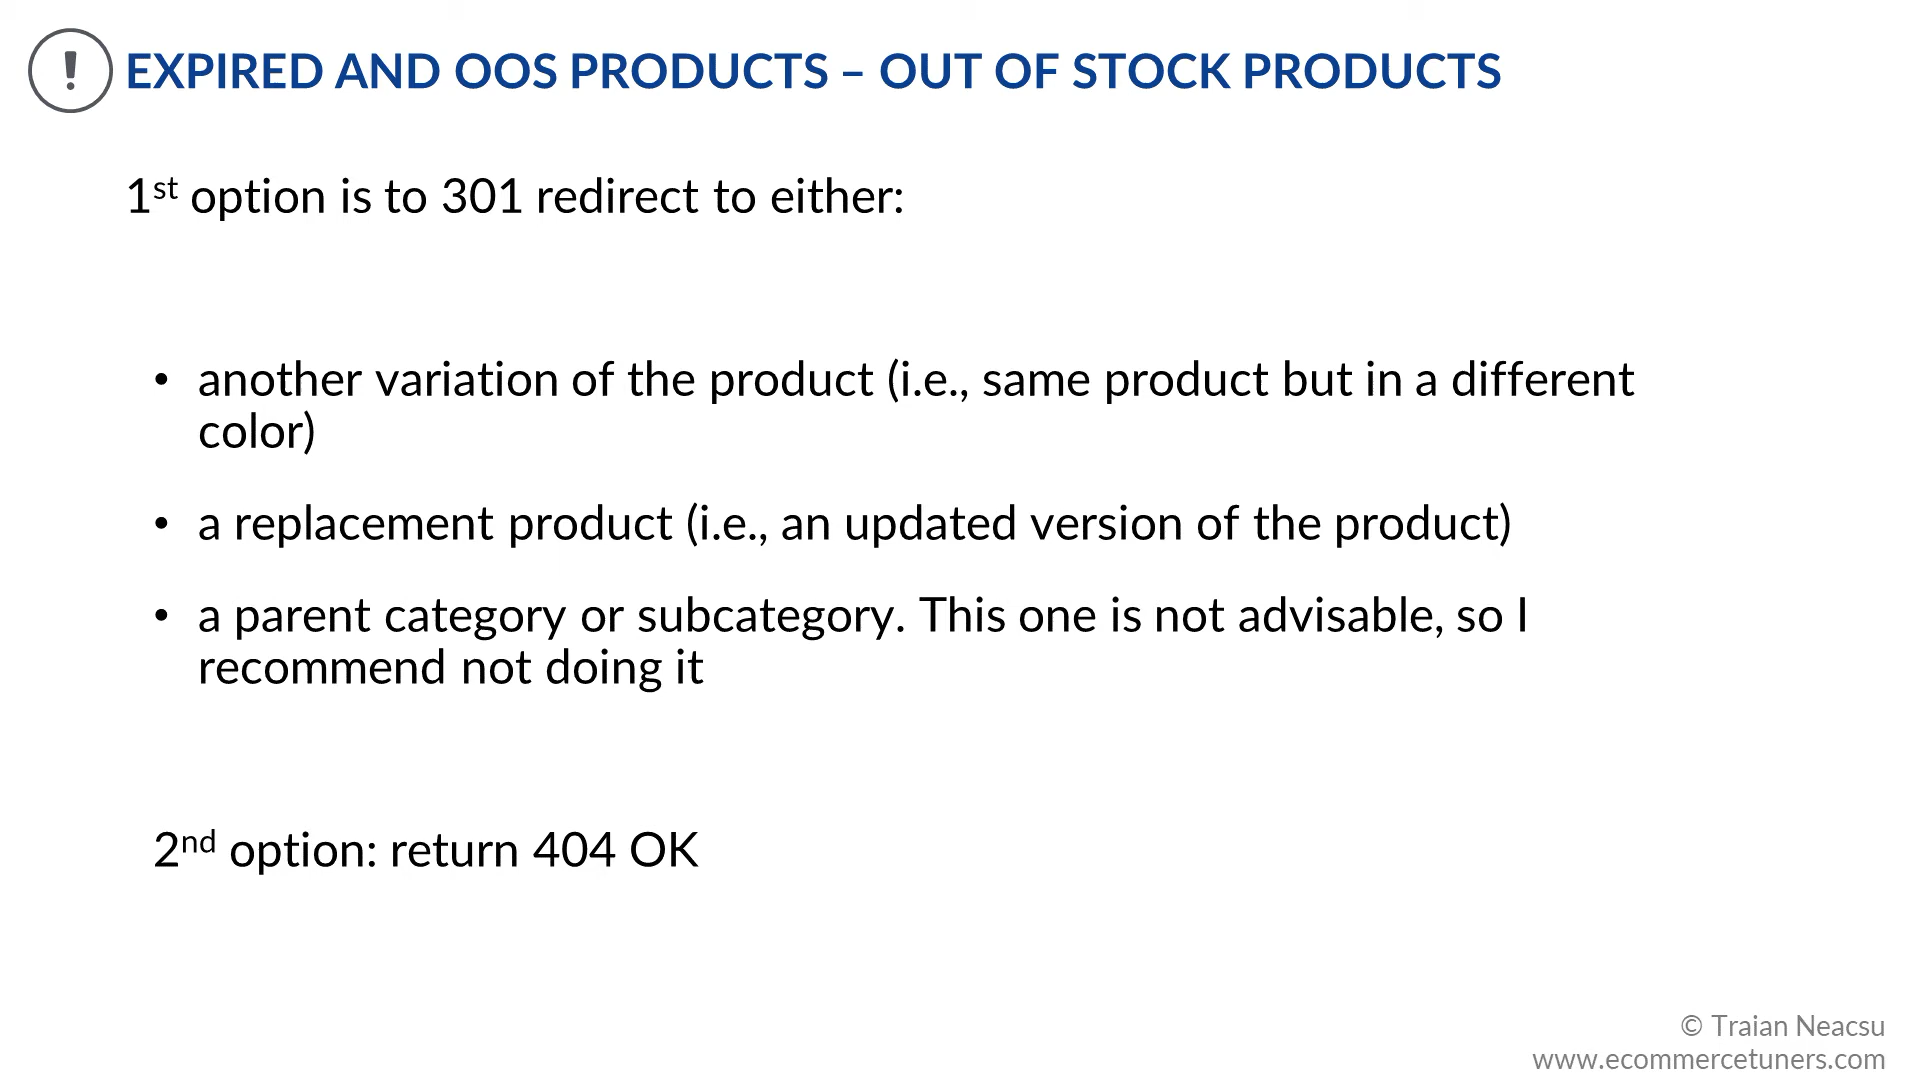 ! EXPIRED AND OOS PRODUCTS – OUT OF STOCK PRODUCTS
1st option is to 301 redirect to either:
• another variation of the product (i.e., same product but in a different
color)
• a replacement product (i.e., an updated version of the product)
• a parent category or subcategory. This one is not advisable, so I
recommend not doing it
2nd option: return 404 OK
© Traian Neacsu
www.ecommercetuners.com